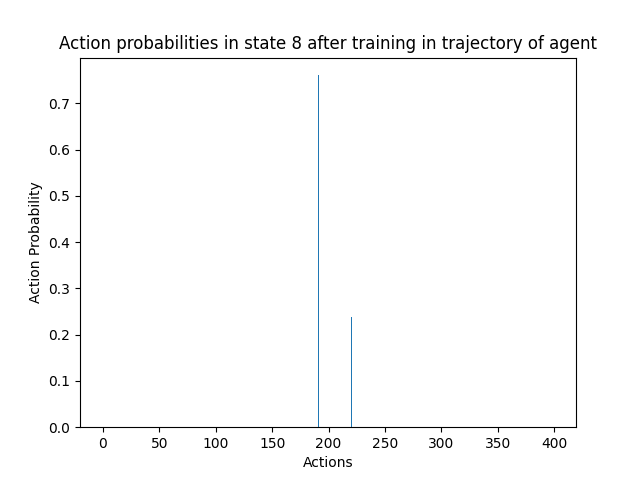 Action probabilities in state 8 after training in trajectory of agent
0.7
0.6
0.5
0.4
0.3
0.2
0.1
0.0
Action Probability
0 50 100 150 200 250 300 350 400
Actions